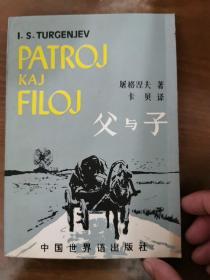 I. S. TURGENJEV
PATROJ
KAJ
FILOJ
屠格涅夫 著
卡贝 译
父与子
中国世界语出版社